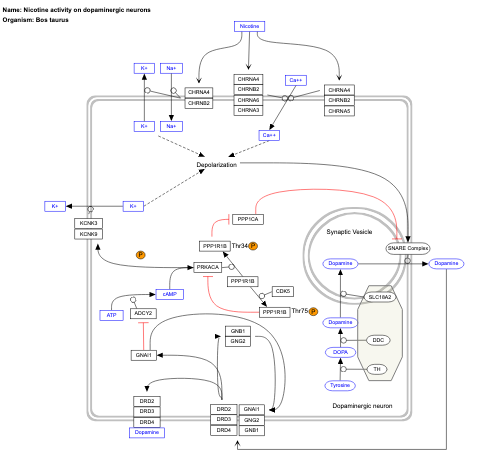 Name: Nicotine activity on dopaminergic neurons
Organism: Bos taurus
Nicotine
K+
Na+
CHRNA4
CHRNB2
CHRNA4
CHRNB2
CHRNA6
CHRNA3
Ca++
CHRNA4
CHRNB2
CHRNA5
K+
Na+
Ca++
Depolarization
K+
K+
KCNK3
KCNK9
PPP1CA
Synaptic Vesicle
SNARE Complex
PPP1R1B
Thr34
P
P
PRKACA
Dopamine
Dopamine
PPP1R1B
cAMP
CDK5
SLC18A2
ATP
ADCY2
PPP1R1B
Thr75
P
Dopamine
GNB1
GNG2
DDC
GNAI1
DOPA
TH
Tyrosine
DRD2
DRD3
DRD4
Dopamine
DRD2
DRD3
DRD4
GNAI1
GNG2
GNB1
Dopaminergic neuron